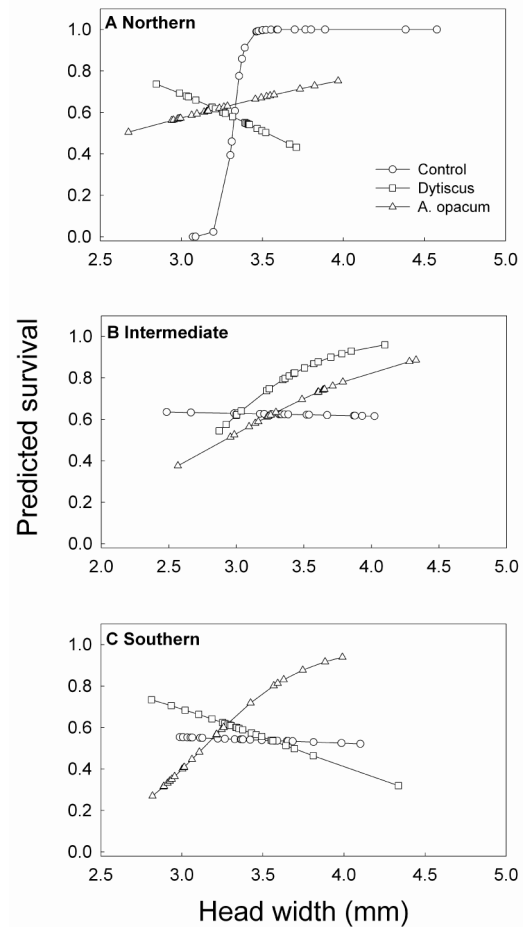 A Northern
1.0
0.8
0.6
0.4
0.2
0.0
Control
Dytiscus
A. opacum
2.5 3.0 3.5 4.0 4.5 5.0
B Intermediate
1.0
0.8
0.6
0.4
0.2
0.0
2.0 2.5 3.0 3.5 4.0 4.5 5.0
Predicted survival
C Southern
1.0
0.8
0.6
0.4
0.2
0.0
2.5 3.0 3.5 4.0 4.5 5.0
Head width (mm)